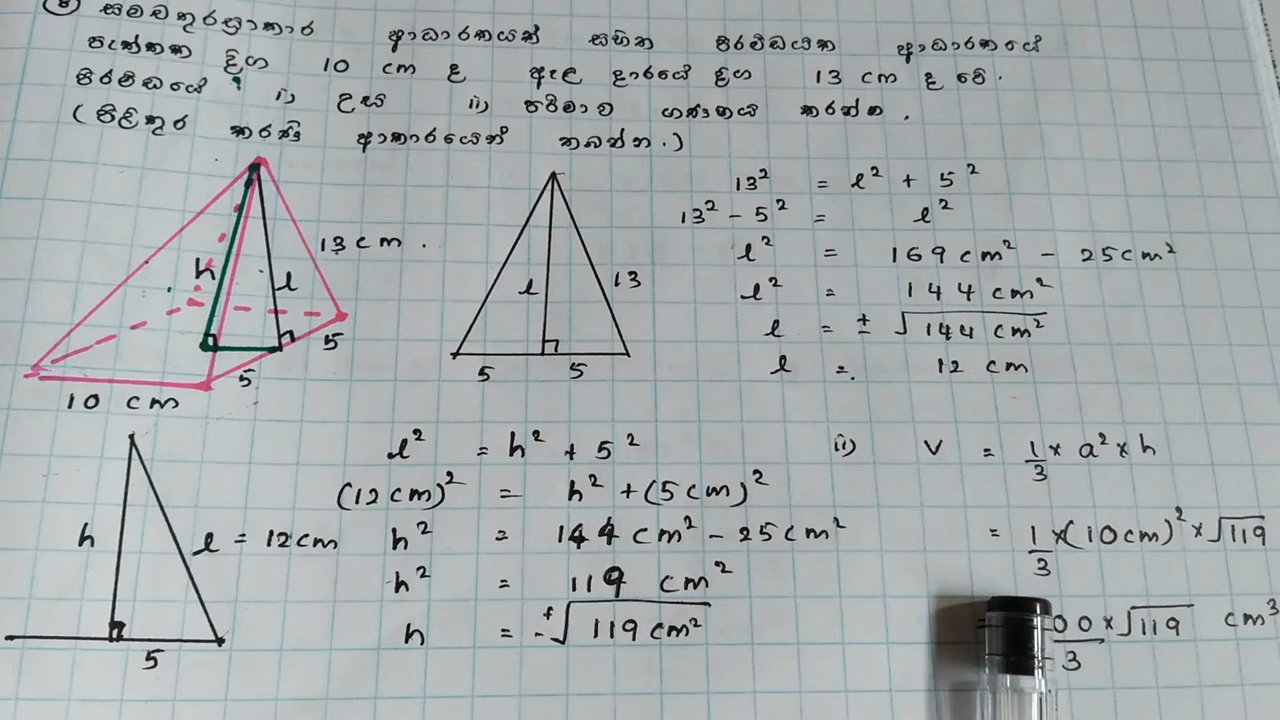 ⑧ සමචතුරස්‍රාකාර ආධාරකයක් සහිත පිරමිඩයක ආධාරකයේ
පැත්තක දිග 10 cm ද ඇල දාරයේ දිග 13 cm ද වේ.
පිරමිඩයේ i) උස ii) පරිමාව ගණනය කරන්න.
(පිළිතුර කරණී ආකාරයෙන් තබන්න.)
13 cm.
h
l
5
5
10 cm
l
13
5 5
13² = l² + 5²
13² - 5² = l²
l² = 169 cm² - 25 cm²
l² = 144 cm²
l = ± √144 cm²
l = 12 cm
h
l = 12 cm
5
l² = h² + 5²
(12 cm)² = h² + (5 cm)²
h² = 144 cm² - 25 cm²
h² = 119 cm²
h = ± √119 cm²
ii) V = 1/3 × a² × h
= 1/3 × (10 cm)² × √119
= 00 × √119 / 3 cm³